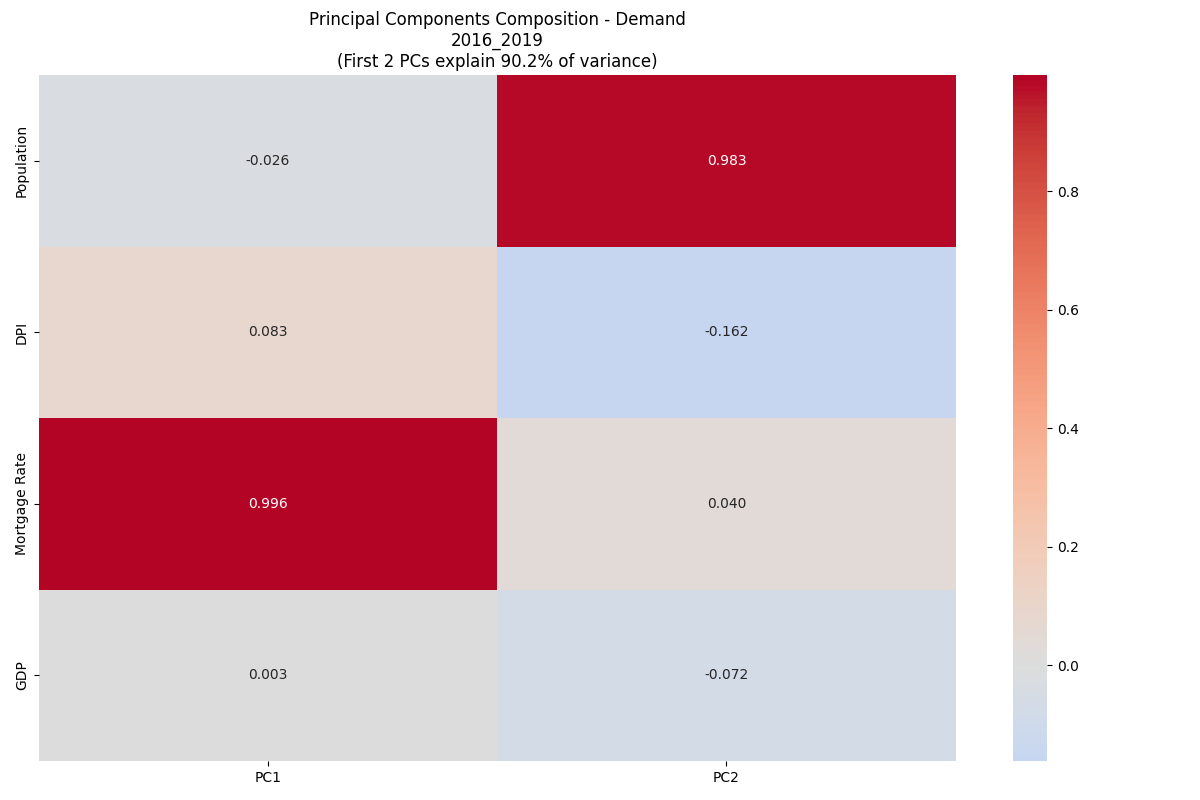 Principal Components Composition - Demand
2016_2019
(First 2 PCs explain 90.2% of variance)
Population
-0.026
0.983
0.8
DPI
0.083
-0.162
0.6
0.4
Mortgage Rate
0.996
0.040
0.2
GDP
0.003
-0.072
0.0
PC1
PC2